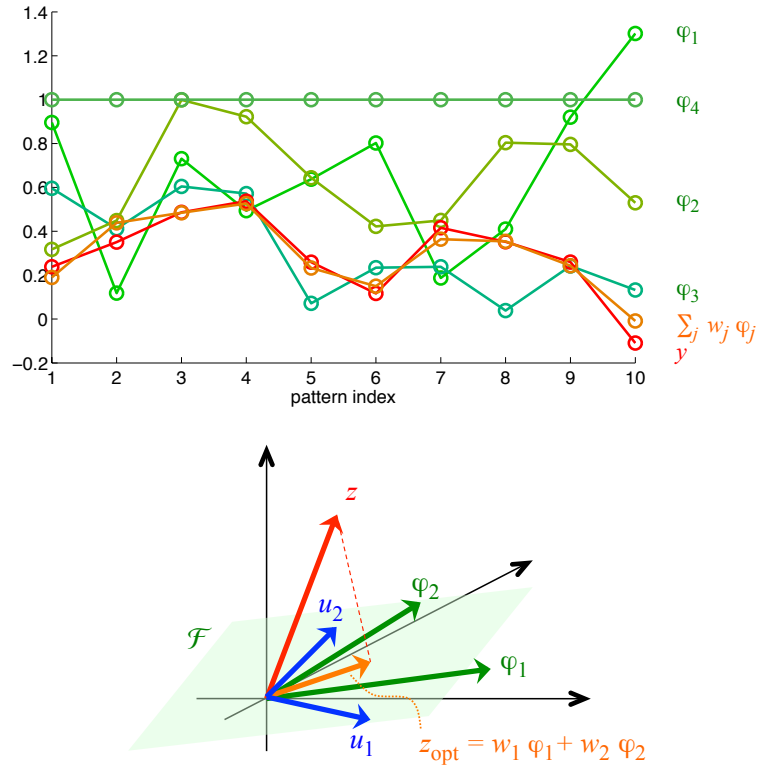 1.4
φ₁
1.2
1
φ₄
0.8
0.6
φ₂
0.4
0.2
φ₃
0
∑ⱼ wⱼ φⱼ
y
−0.2
1 2 3 4 5 6 7 8 9 10
pattern index
z
φ₂
u₂
ℱ
φ₁
u₁
z_opt = w₁ φ₁+ w₂ φ₂